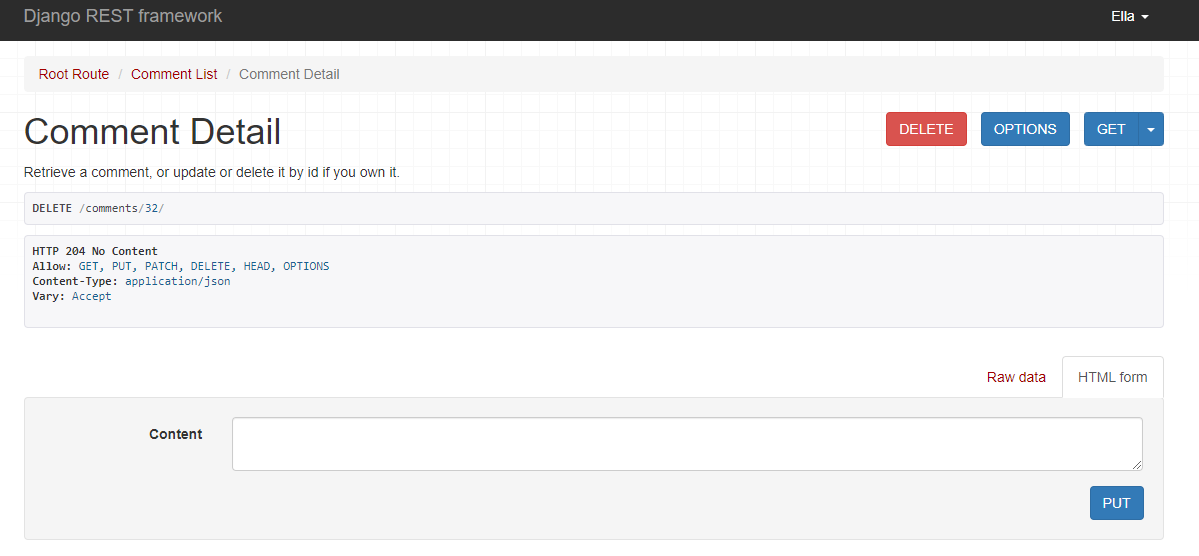 Django REST framework
Ella
Root Route / Comment List / Comment Detail
Comment Detail
DELETE
OPTIONS
GET
Retrieve a comment, or update or delete it by id if you own it.
DELETE /comments/32/
HTTP 204 No Content
Allow: GET, PUT, PATCH, DELETE, HEAD, OPTIONS
Content-Type: application/json
Vary: Accept
Raw data
HTML form
Content
PUT